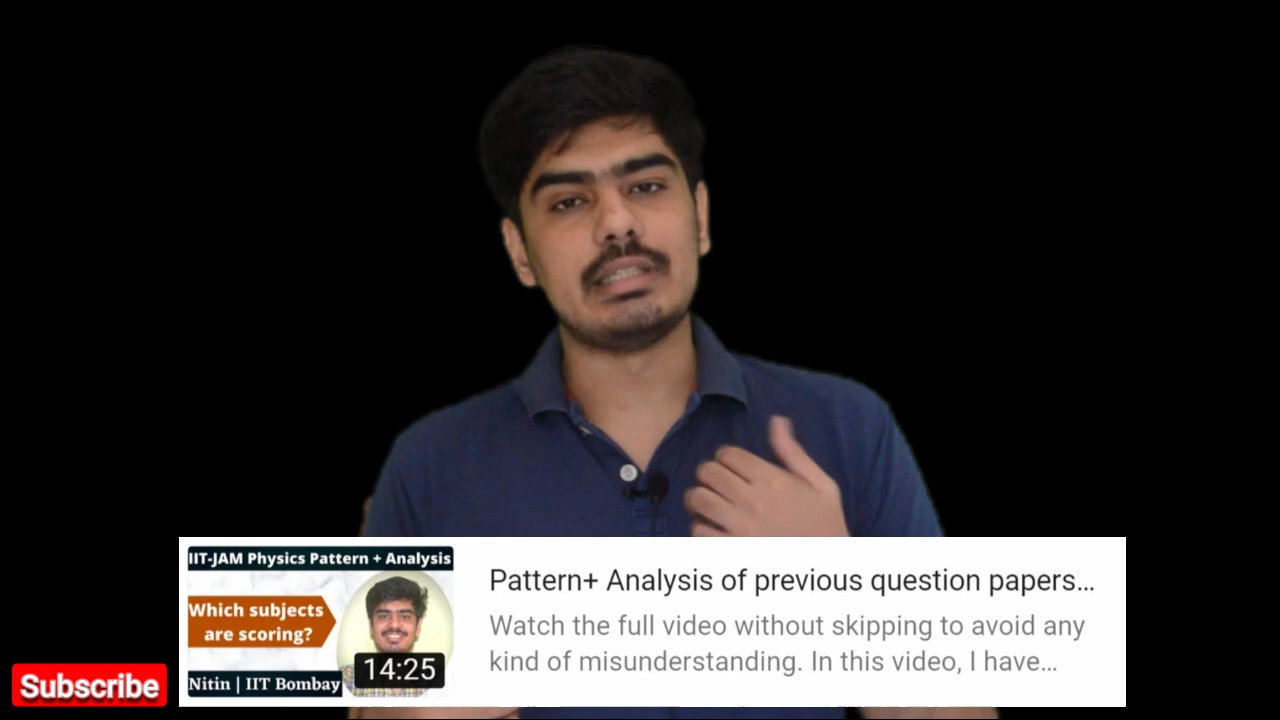 IIT-JAM Physics Pattern + Analysis
Which subjects
are scoring?
14:25
Nitin | IIT Bombay
Pattern+ Analysis of previous question papers…
Watch the full video without skipping to avoid any
kind of misunderstanding. In this video, I have…
Subscribe